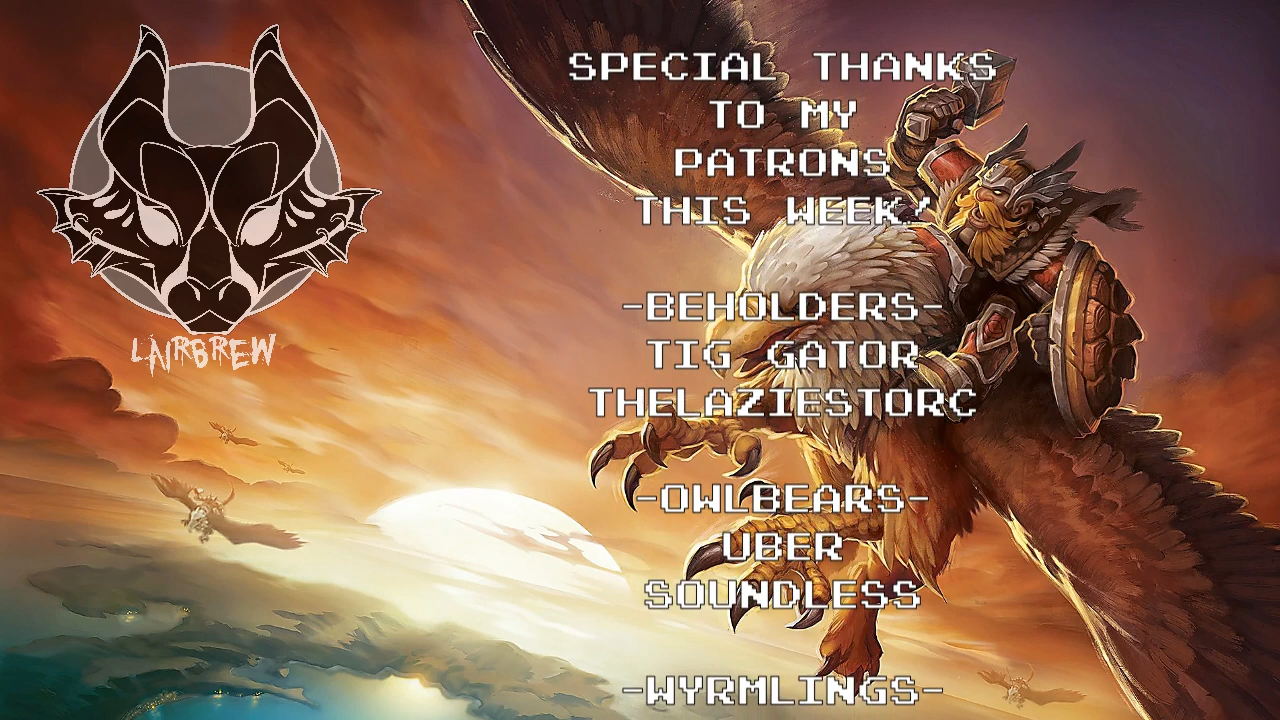 LAIRBREW
SPECIAL THANKS
TO MY
PATRONS
THIS WEEK!
-BEHOLDERS-
TIG GATOR
THELAZIESTORC
-OWLBEARS-
UBER
SOUNDLESS
-WYRMLINGS-